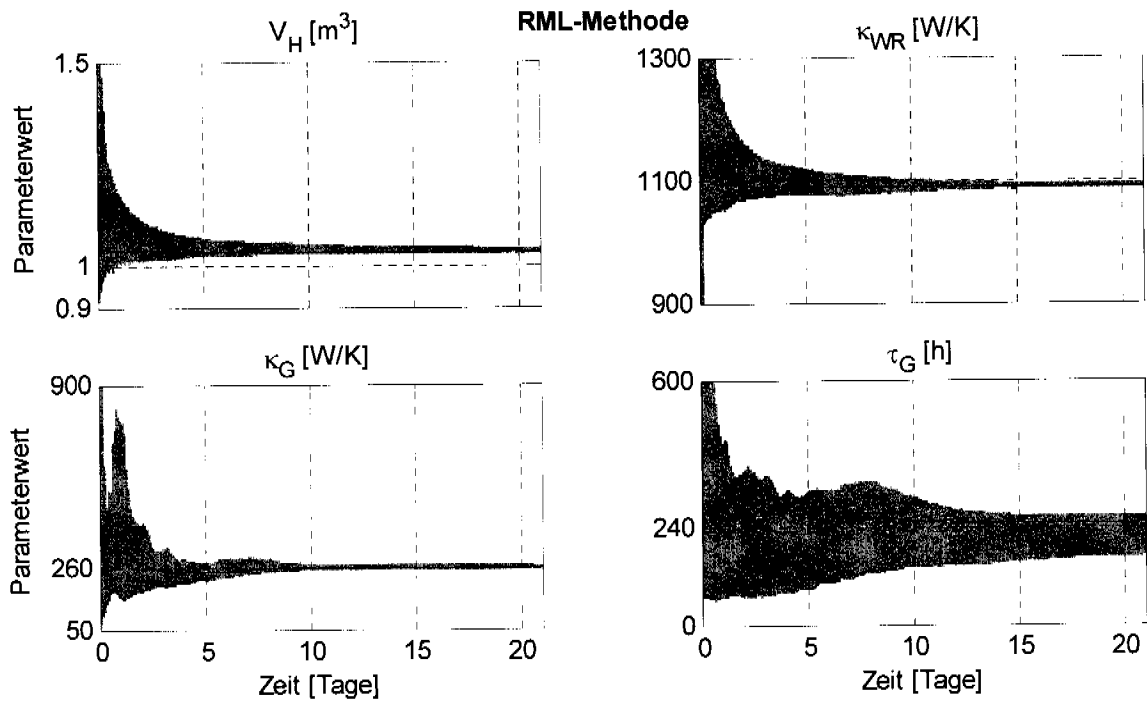 RML-Methode
V_H [m³]
κ_WR [W/K]
1.5
1
0.9
Parameterwert
1300
1100
900
κ_G [W/K]
τ_G [h]
900
260
50
Parameterwert
0 5 10 15 20
Zeit [Tage]
600
240
0
0 5 10 15 20
Zeit [Tage]